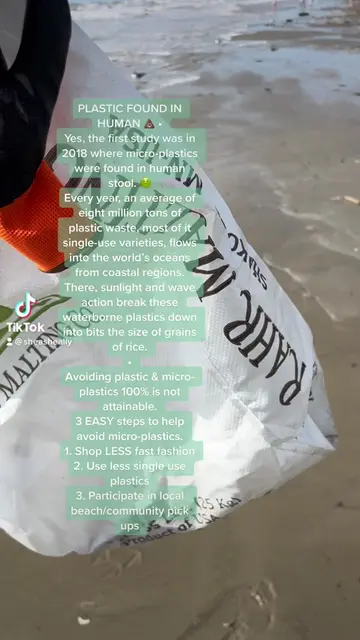 PLASTIC FOUND IN
HUMAN 💩
Yes, the first study was in
2018 where micro-plastics
were found in human
stool. 🤢
Every year, an average of
eight million tons of
plastic waste, most of it
single-use varieties, flows
into the world's oceans
from coastal regions.
There, sunlight and wave
action break these
waterborne plastics down
into bits the size of grains
of rice.
•
Avoiding plastic & micro-
plastics 100% is not
attainable.
3 EASY steps to help
avoid micro-plastics.
1. Shop LESS fast fashion
2. Use less single use
plastics
3. Participate in local
beach/community pick
ups
TikTok
RAHR MA
MALTING CO
Product of USA